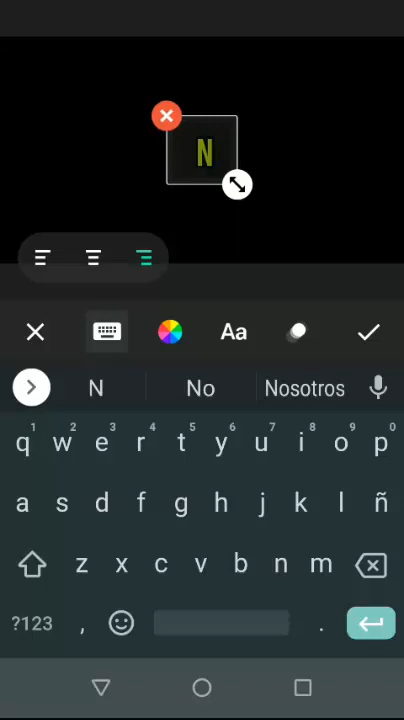 N
Aa
N No Nosotros
1 2 3 4 5 6 7 8 9 0
q w e r t y u i o p
a s d f g h j k l ñ
z x c v b n m
?123 , .